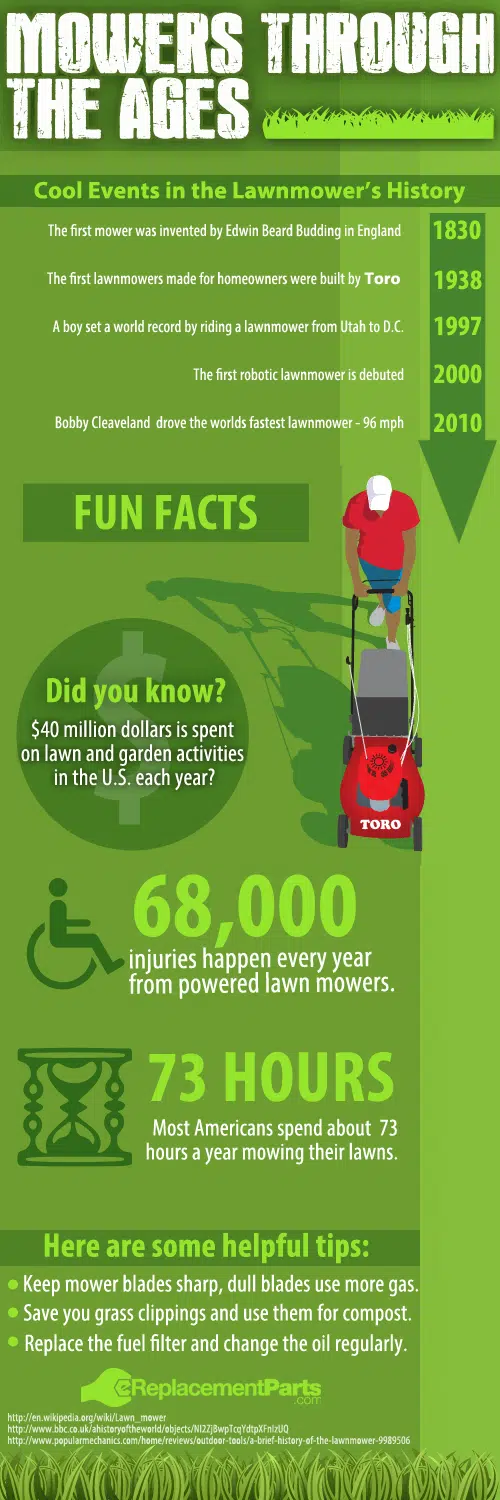 MOWERS THROUGH
THE AGES
Cool Events in the Lawnmower's History
The first mower was invented by Edwin Beard Budding in England 1830
The first lawnmowers made for homeowners were built by Toro 1938
A boy set a world record by riding a lawnmower from Utah to D.C. 1997
The first robotic lawnmower is debuted 2000
Bobby Cleaveland drove the worlds fastest lawnmower - 96 mph 2010
FUN FACTS
$
Did you know?
$40 million dollars is spent
on lawn and garden activities
in the U.S. each year?
TORO
68,000
injuries happen every year
from powered lawn mowers.
73 HOURS
Most Americans spend about 73
hours a year mowing their lawns.
Here are some helpful tips:
• Keep mower blades sharp, dull blades use more gas.
• Save you grass clippings and use them for compost.
• Replace the fuel filter and change the oil regularly.
eReplacementParts
.com
http://en.wikipedia.org/wiki/Lawn_mower
http://www.bbc.co.uk/ahistoryoftheworld/objects/NI2ZjBwpTcqYdtpXFnIzUQ
http://www.popularmechanics.com/home/reviews/outdoor-tools/a-brief-history-of-the-lawnmower-9989506